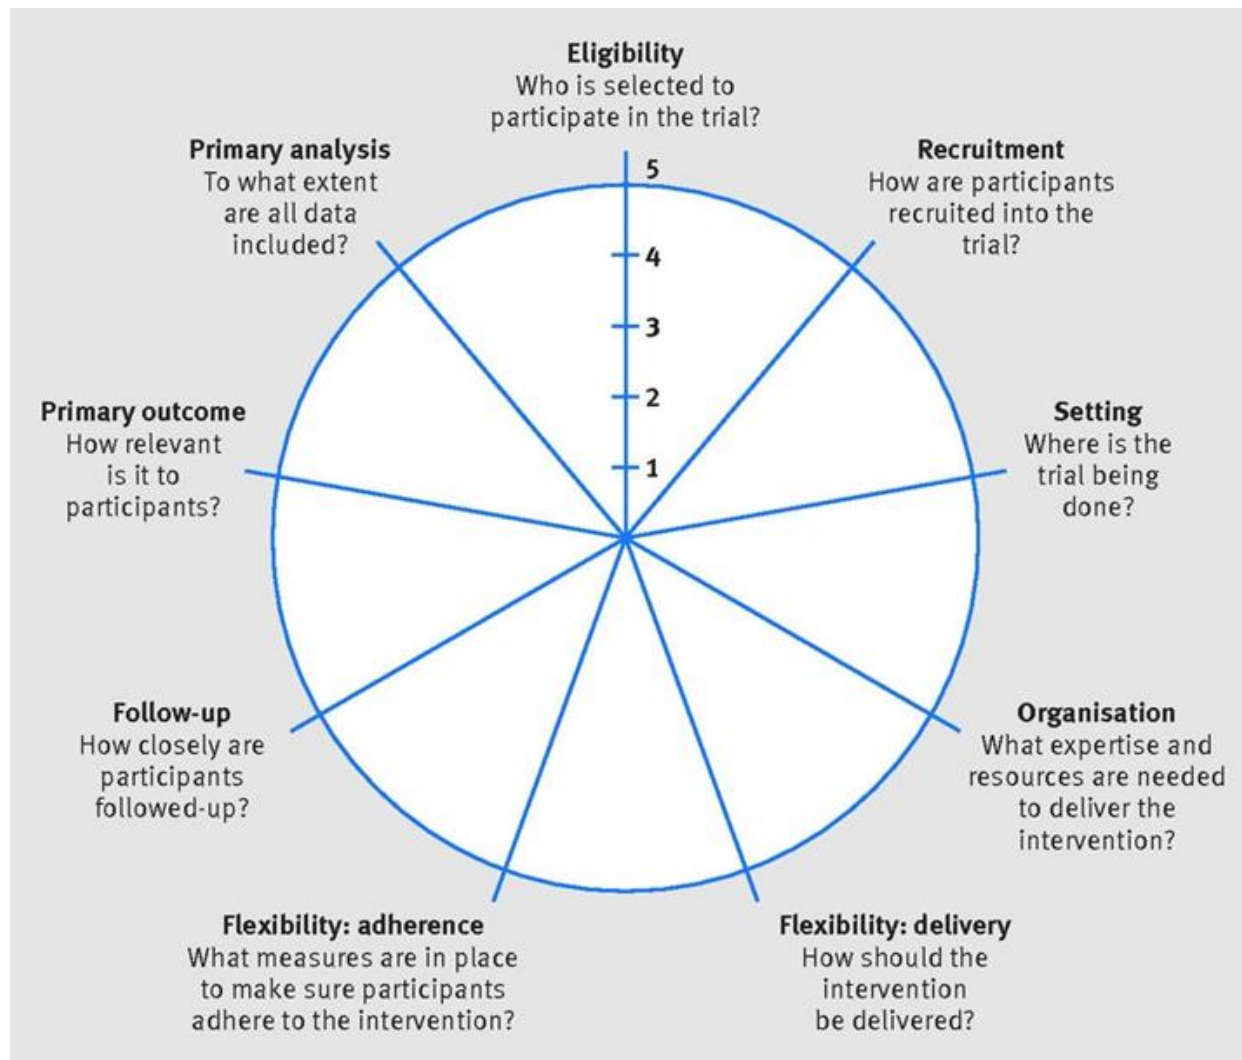 Eligibility
Who is selected to
participate in the trial?
Primary analysis
To what extent
are all data
included?
Recruitment
How are participants
recruited into the
trial?
5
4
3
2
1
Primary outcome
How relevant
is it to
participants?
Setting
Where is the
trial being
done?
Follow-up
How closely are
participants
followed-up?
Organisation
What expertise and
resources are needed
to deliver the
intervention?
Flexibility: adherence
What measures are in place
to make sure participants
adhere to the intervention?
Flexibility: delivery
How should the
intervention
be delivered?